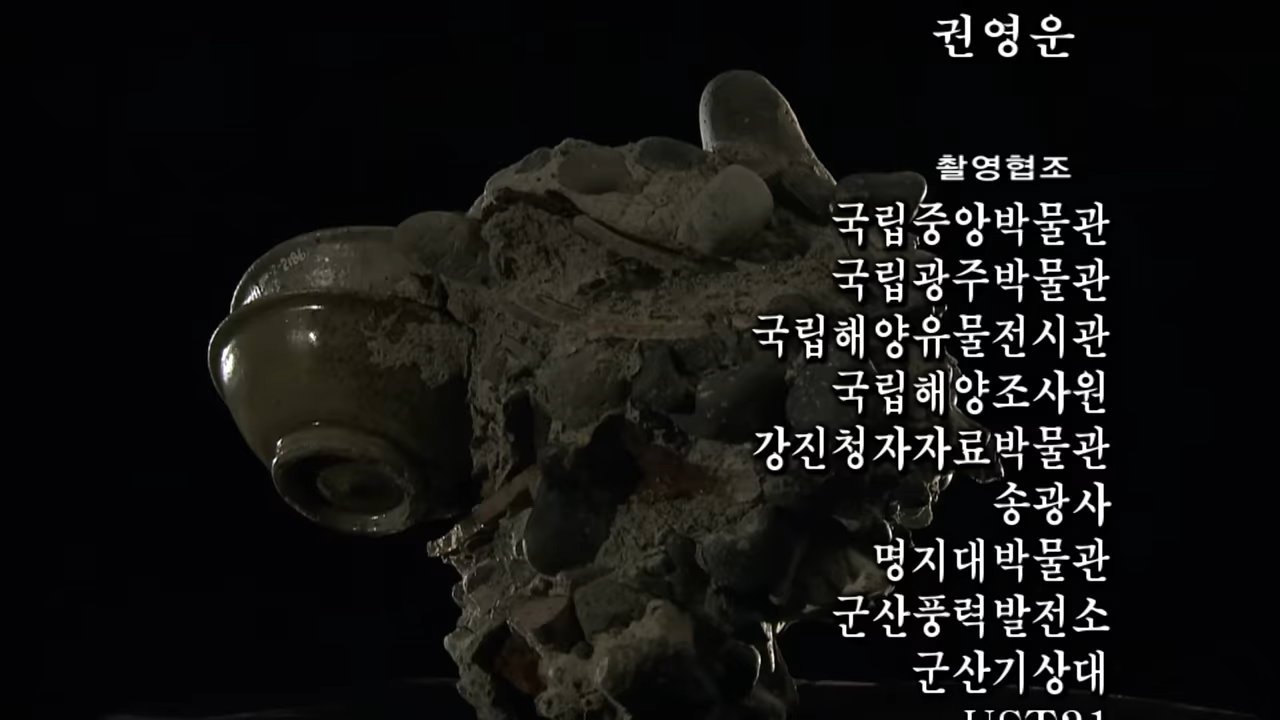 권영운
촬영협조
국립중앙박물관
국립광주박물관
국립해양유물전시관
국립해양조사원
강진청자자료박물관
송광사
명지대박물관
군산풍력발전소
군산기상대